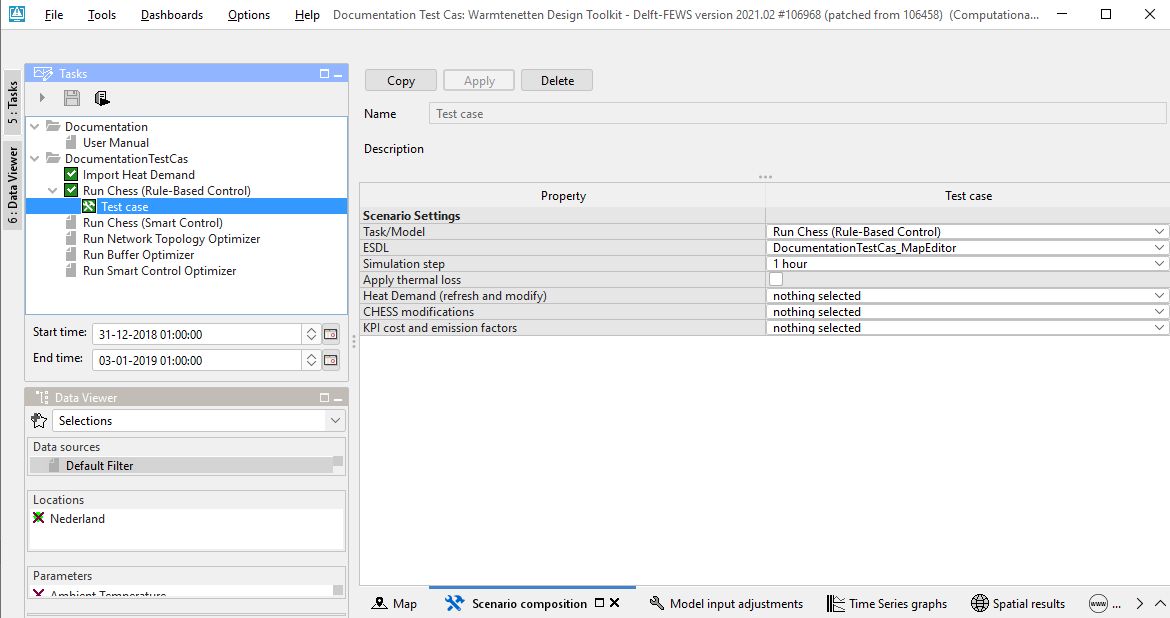 File Tools Dashboards Options Help Documentation Test Cas: Warmtenetten Design Toolkit - Delft-FEWS version 2021.02 #106968 (patched from 106458) (Computationa...
5 : Tasks
6 : Data Viewer
Tasks
Documentation
User Manual
DocumentationTestCas
Import Heat Demand
Run Chess (Rule-Based Control)
Test case
Run Chess (Smart Control)
Run Network Topology Optimizer
Run Buffer Optimizer
Run Smart Control Optimizer
Start time: 31-12-2018 01:00:00
End time: 03-01-2019 01:00:00
Data Viewer
Selections
Data sources
Default Filter
Locations
Nederland
Parameters
Ambient Temperature
Copy Apply Delete
Name Test case
Description
Property Test case
Scenario Settings
Task/Model Run Chess (Rule-Based Control)
ESDL DocumentationTestCas_MapEditor
Simulation step 1 hour
Apply thermal loss
Heat Demand (refresh and modify) nothing selected
CHESS modifications nothing selected
KPI cost and emission factors nothing selected
Map Scenario composition Model input adjustments Time Series graphs Spatial results www ...